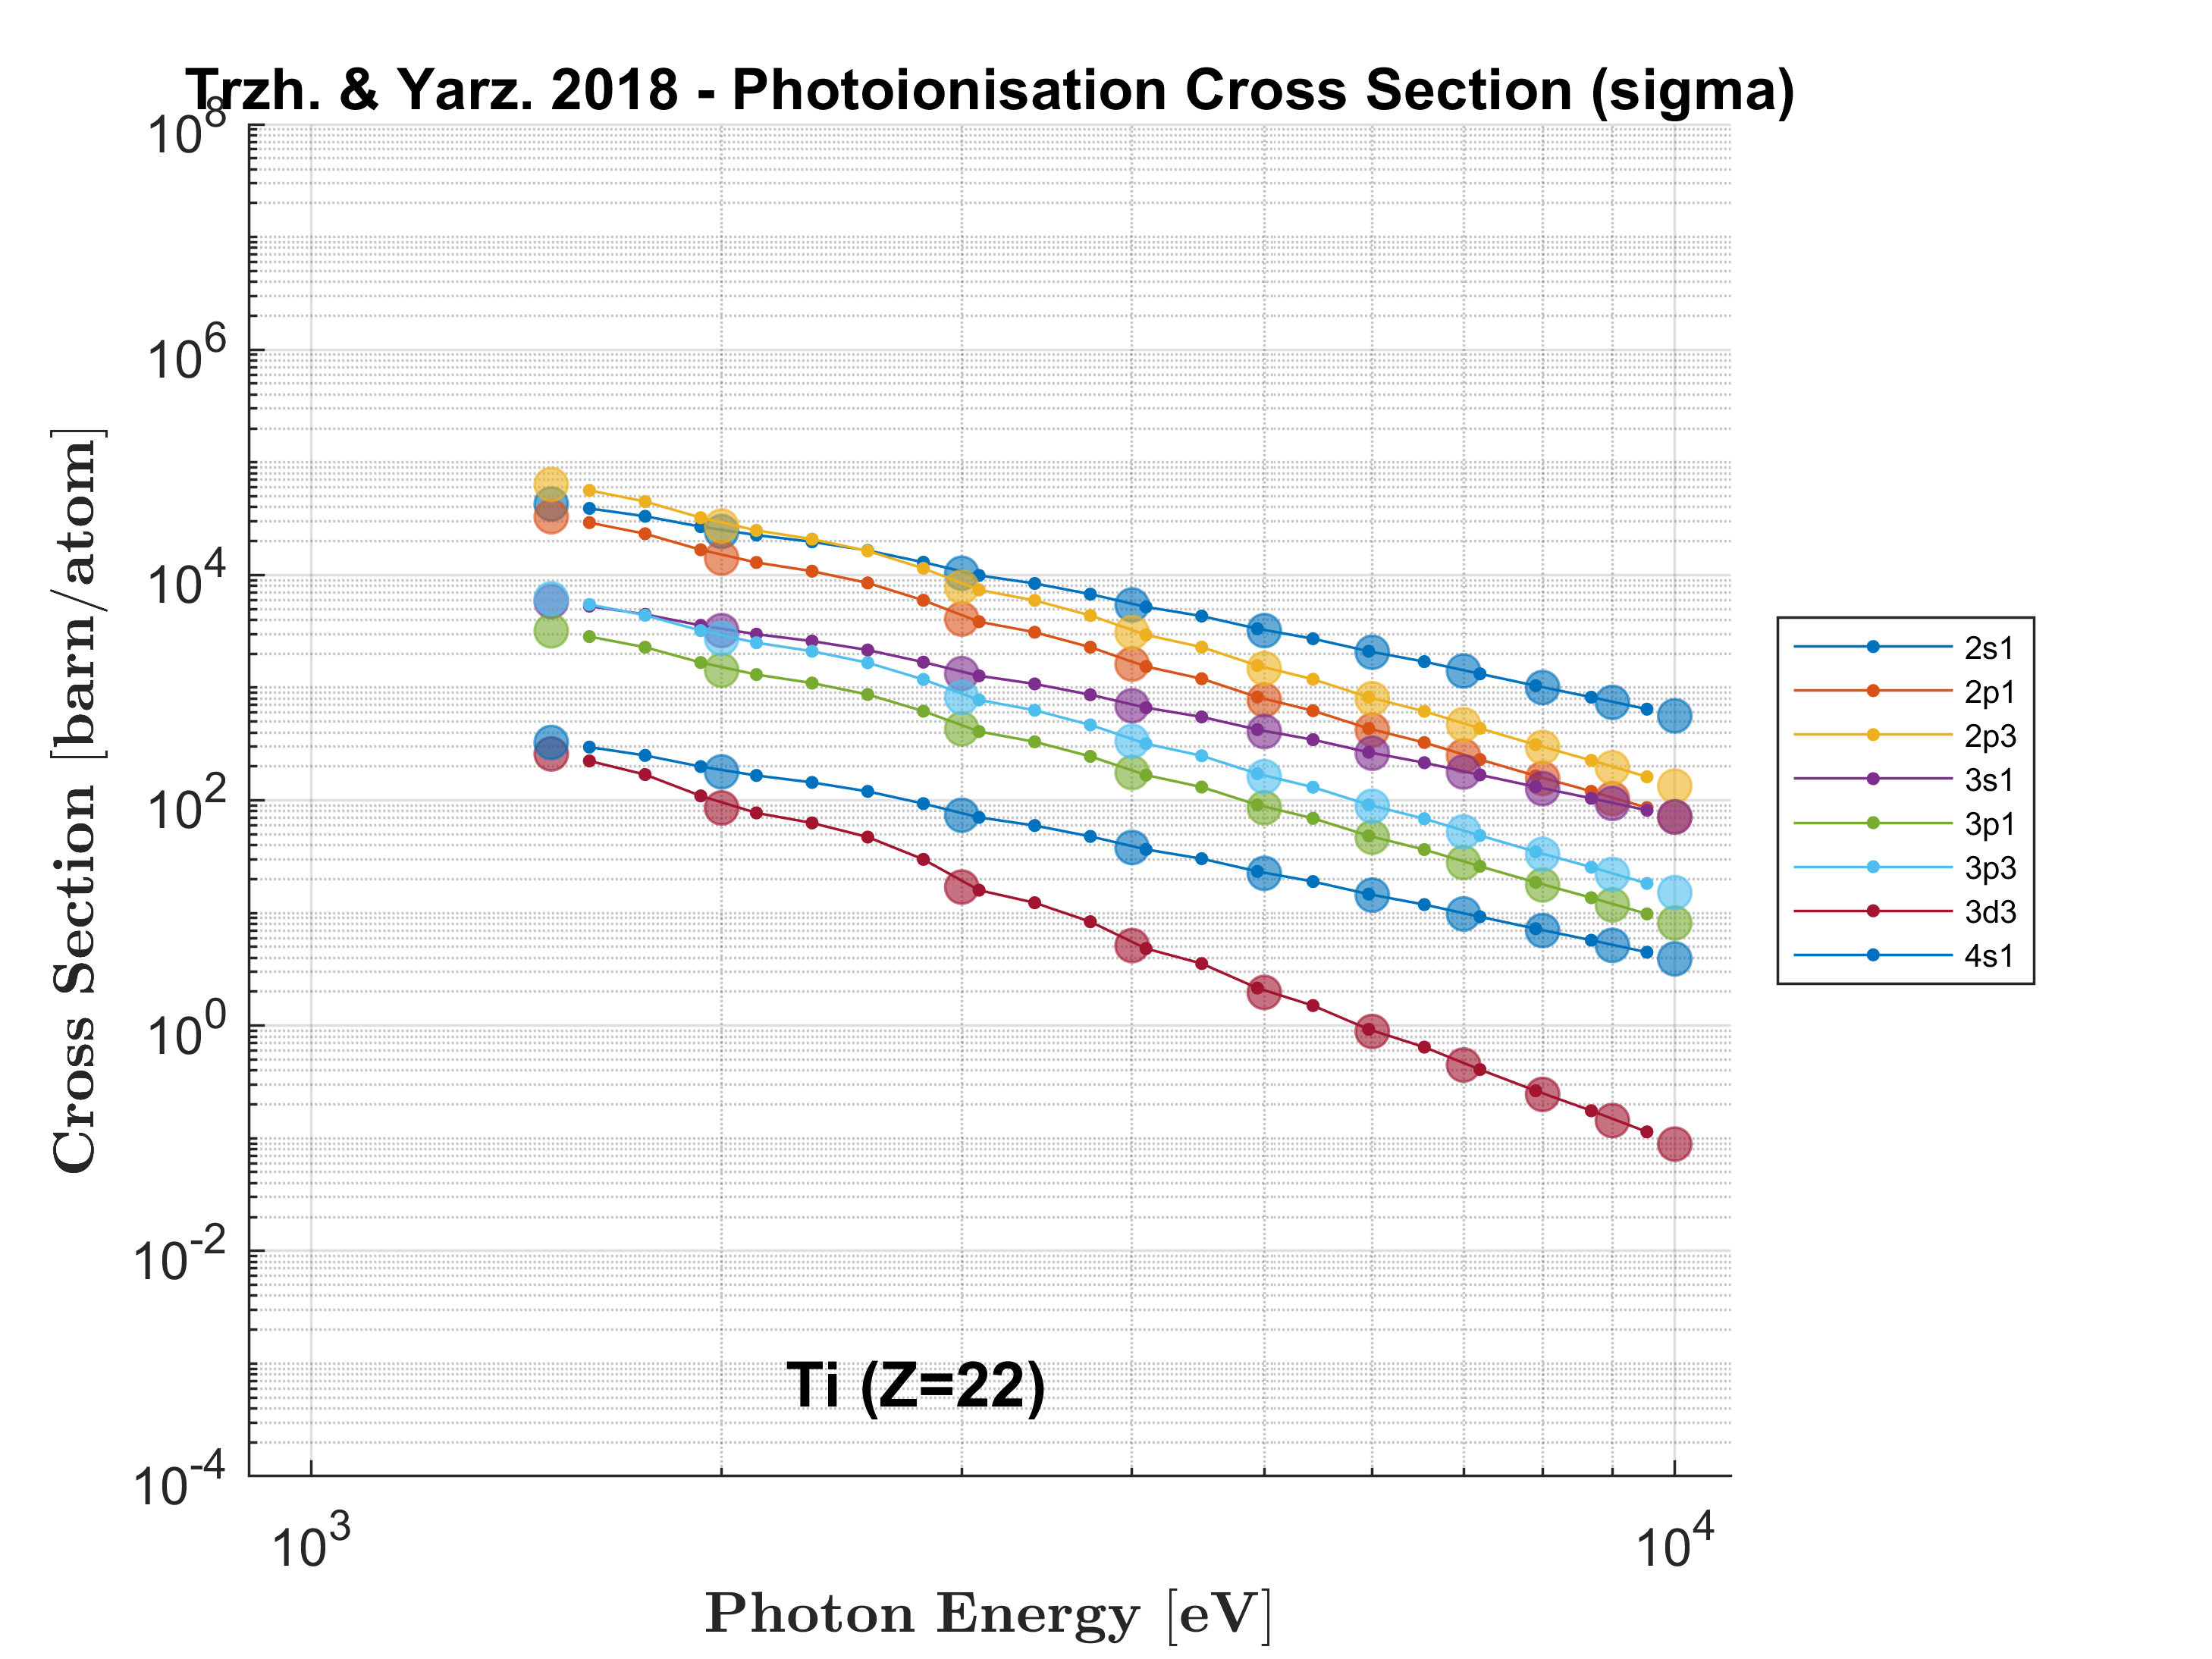 Trzh. & Yarz. 2018 - Photoionisation Cross Section (sigma)
10^8
10^6
10^4
10^2
10^0
10^-2
10^-4
Cross Section [barn/atom]
2s1
2p1
2p3
3s1
3p1
3p3
3d3
4s1
Ti (Z=22)
10^3
10^4
Photon Energy [eV]